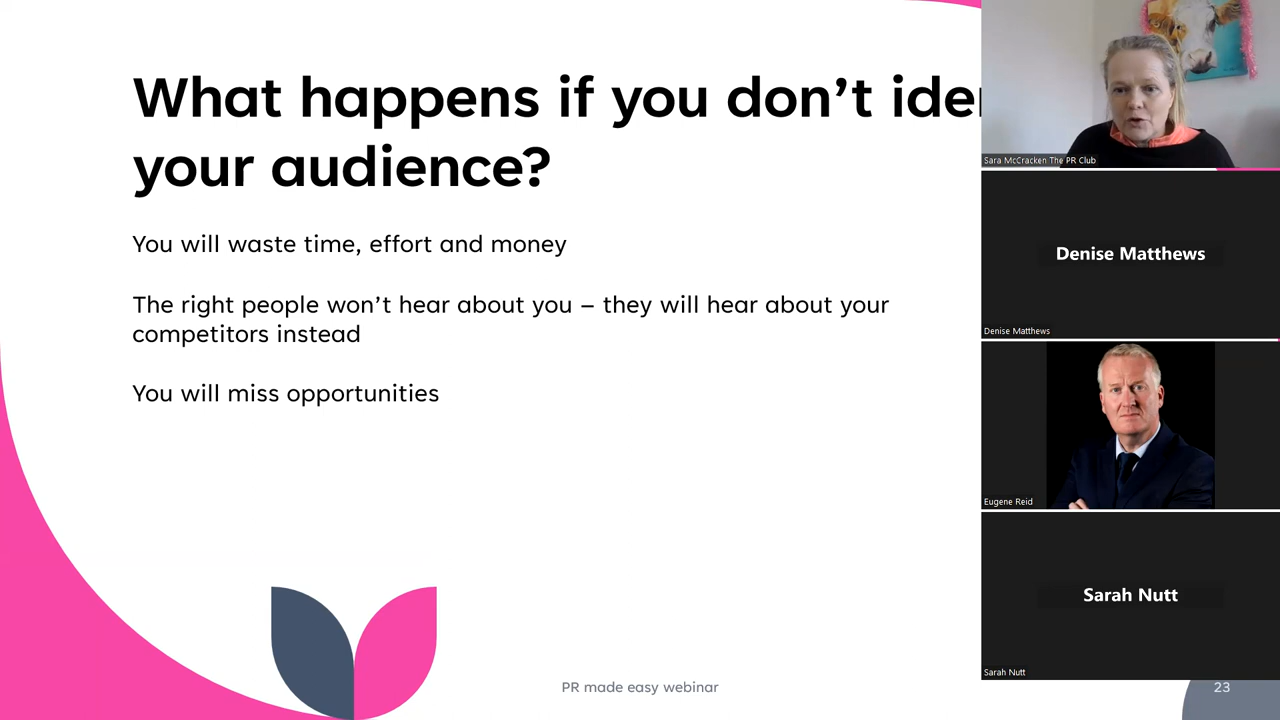 What happens if you don’t iden
your audience?
You will waste time, effort and money
The right people won’t hear about you – they will hear about your
competitors instead
You will miss opportunities
PR made easy webinar
23
Sara McCracken The PR Club
Denise Matthews
Denise Matthews
Eugene Reid
Sarah Nutt
Sarah Nutt